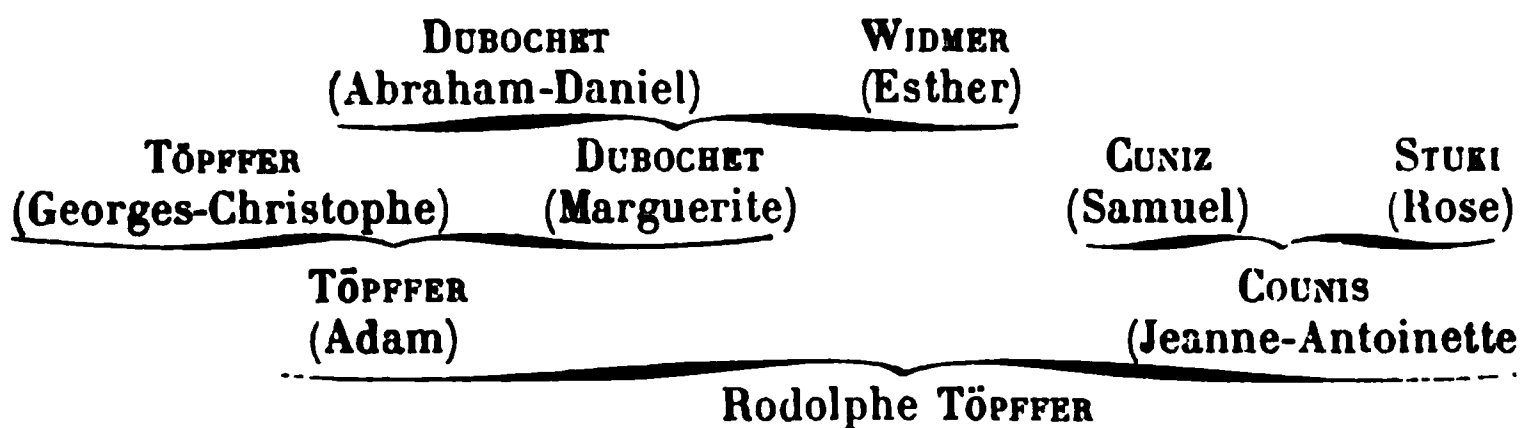 DUBOCHET WIDMER
(Abraham-Daniel) (Esther)
TÖPFFER DUBOCHET CUNIZ STUKI
(Georges-Christophe) (Marguerite) (Samuel) (Rose)
TÖPFFER COUNIS
(Adam) (Jeanne-Antoinette
Rodolphe TÖPFFER